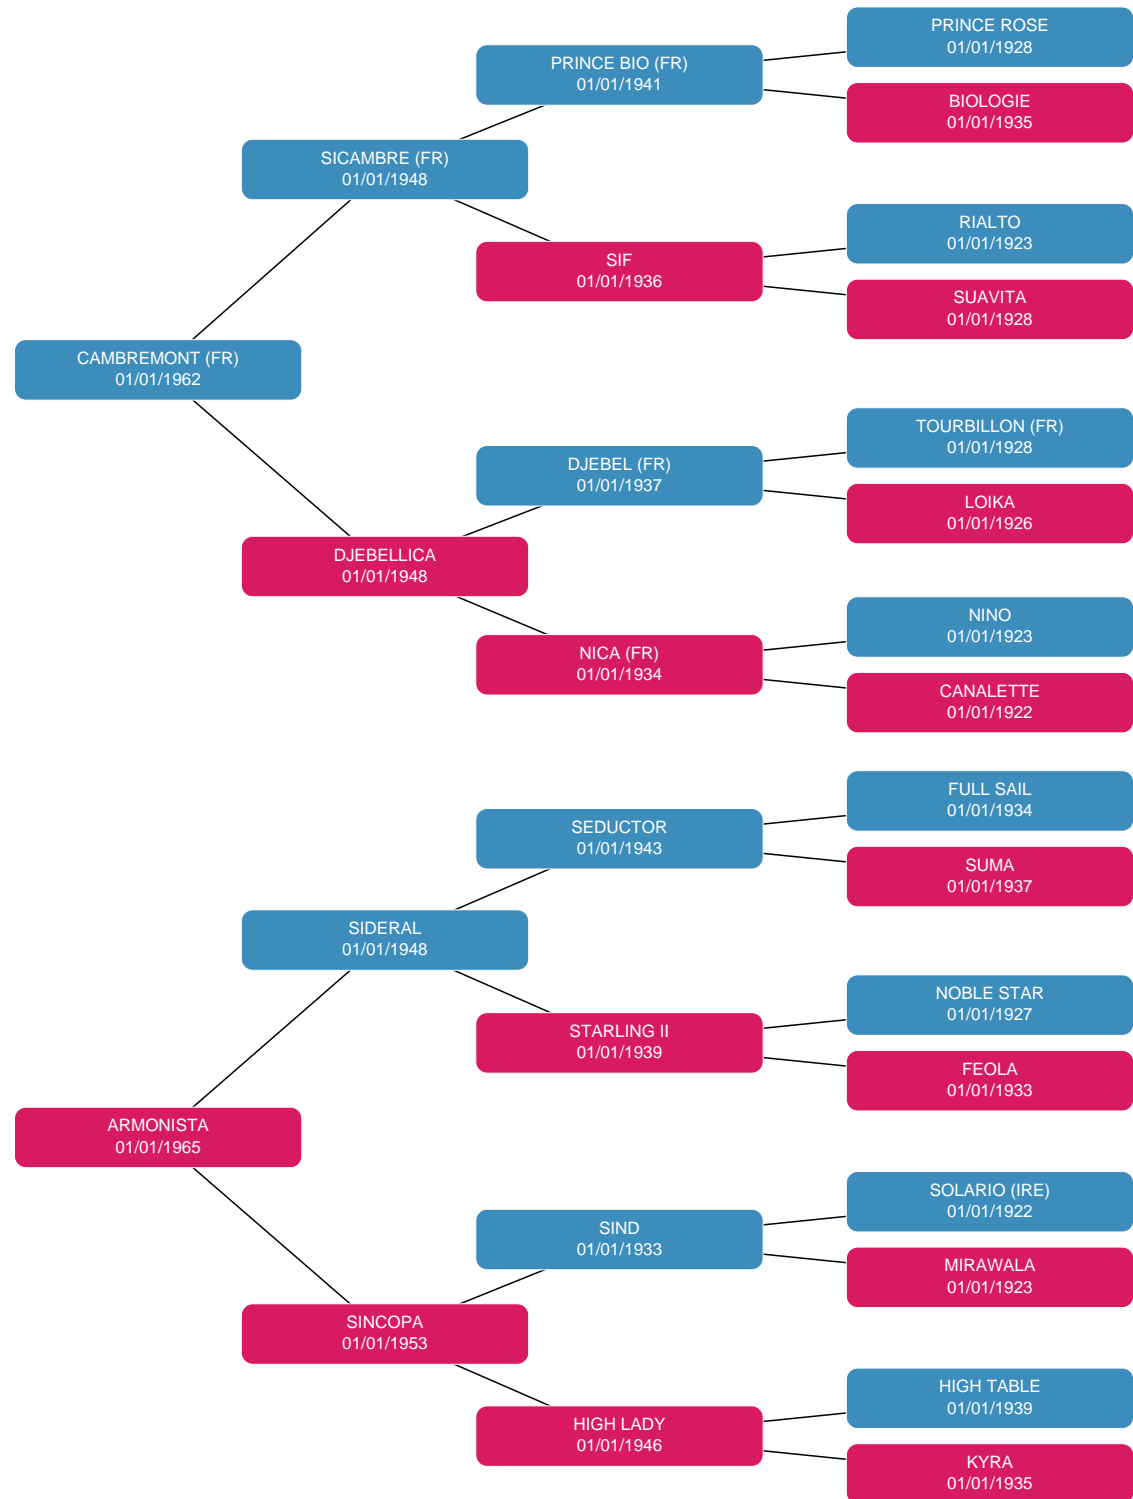 PRINCE ROSE
01/01/1928
PRINCE BIO (FR)
01/01/1941
BIOLOGIE
01/01/1935
SICAMBRE (FR)
01/01/1948
RIALTO
01/01/1923
SIF
01/01/1936
SUAVITA
01/01/1928
CAMBREMONT (FR)
01/01/1962
TOURBILLON (FR)
01/01/1928
DJEBEL (FR)
01/01/1937
LOIKA
01/01/1926
DJEBELLICA
01/01/1948
NINO
01/01/1923
NICA (FR)
01/01/1934
CANALETTE
01/01/1922
FULL SAIL
01/01/1934
SEDUCTOR
01/01/1943
SUMA
01/01/1937
SIDERAL
01/01/1948
NOBLE STAR
01/01/1927
STARLING II
01/01/1939
FEOLA
01/01/1933
ARMONISTA
01/01/1965
SOLARIO (IRE)
01/01/1922
SIND
01/01/1933
MIRAWALA
01/01/1923
SINCOPA
01/01/1953
HIGH TABLE
01/01/1939
HIGH LADY
01/01/1946
KYRA
01/01/1935